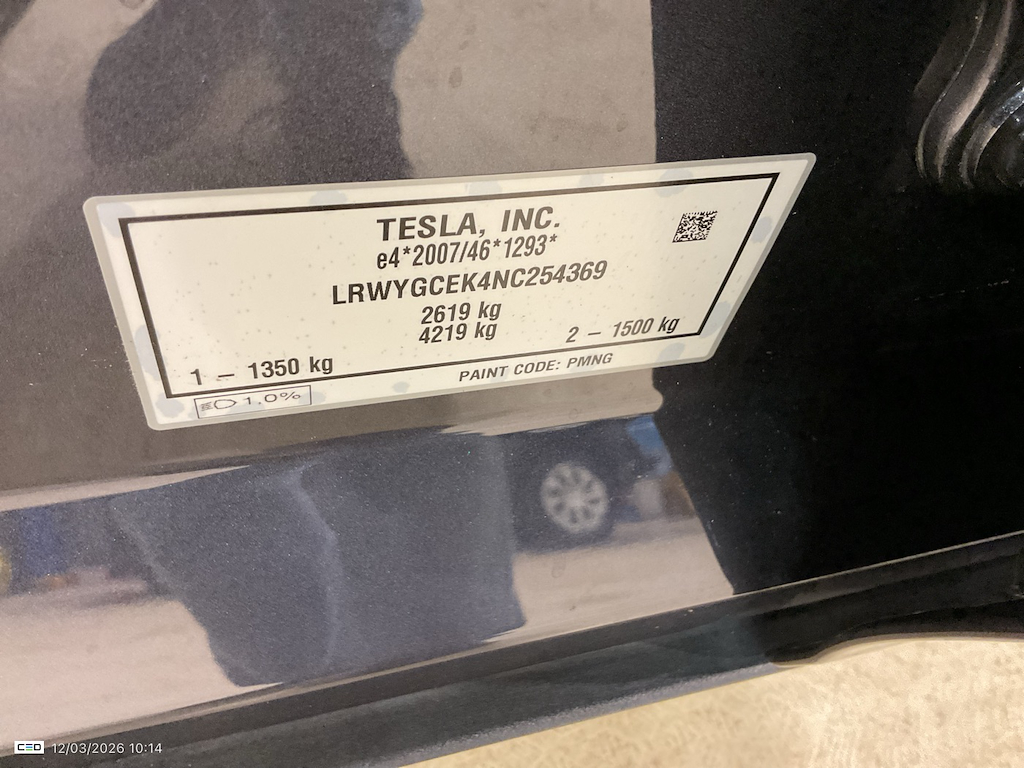 TESLA, INC.
e4*2007/46*1293*
LRWYGCEK4NC254369
2619 kg
4219 kg
1 – 1350 kg
2 – 1500 kg
PAINT CODE: PMNG
1.0%
CEO 12/03/2026 10:14